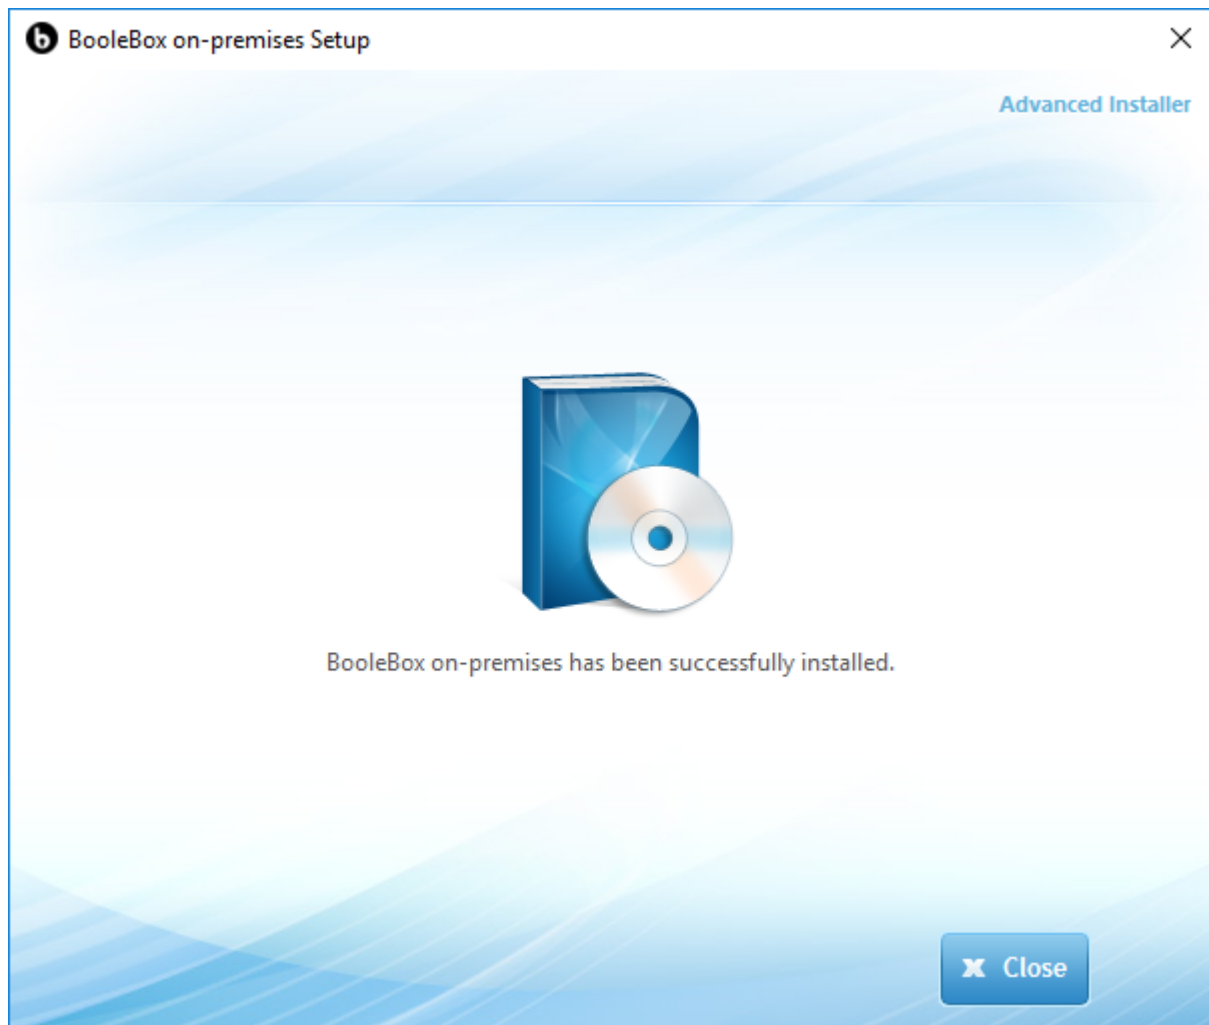 BooleBox on-premises Setup
Advanced Installer
BooleBox on-premises has been successfully installed.
Close